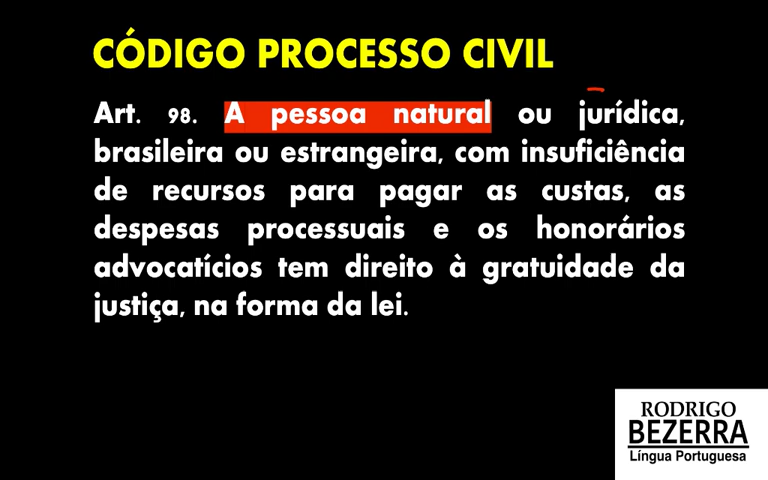 CÓDIGO PROCESSO CIVIL
Art. 98. A pessoa natural ou jurídica,
brasileira ou estrangeira, com insuficiência
de recursos para pagar as custas, as
despesas processuais e os honorários
advocatícios tem direito à gratuidade da
justiça, na forma da lei.
RODRIGO
BEZERRA
Língua Portuguesa